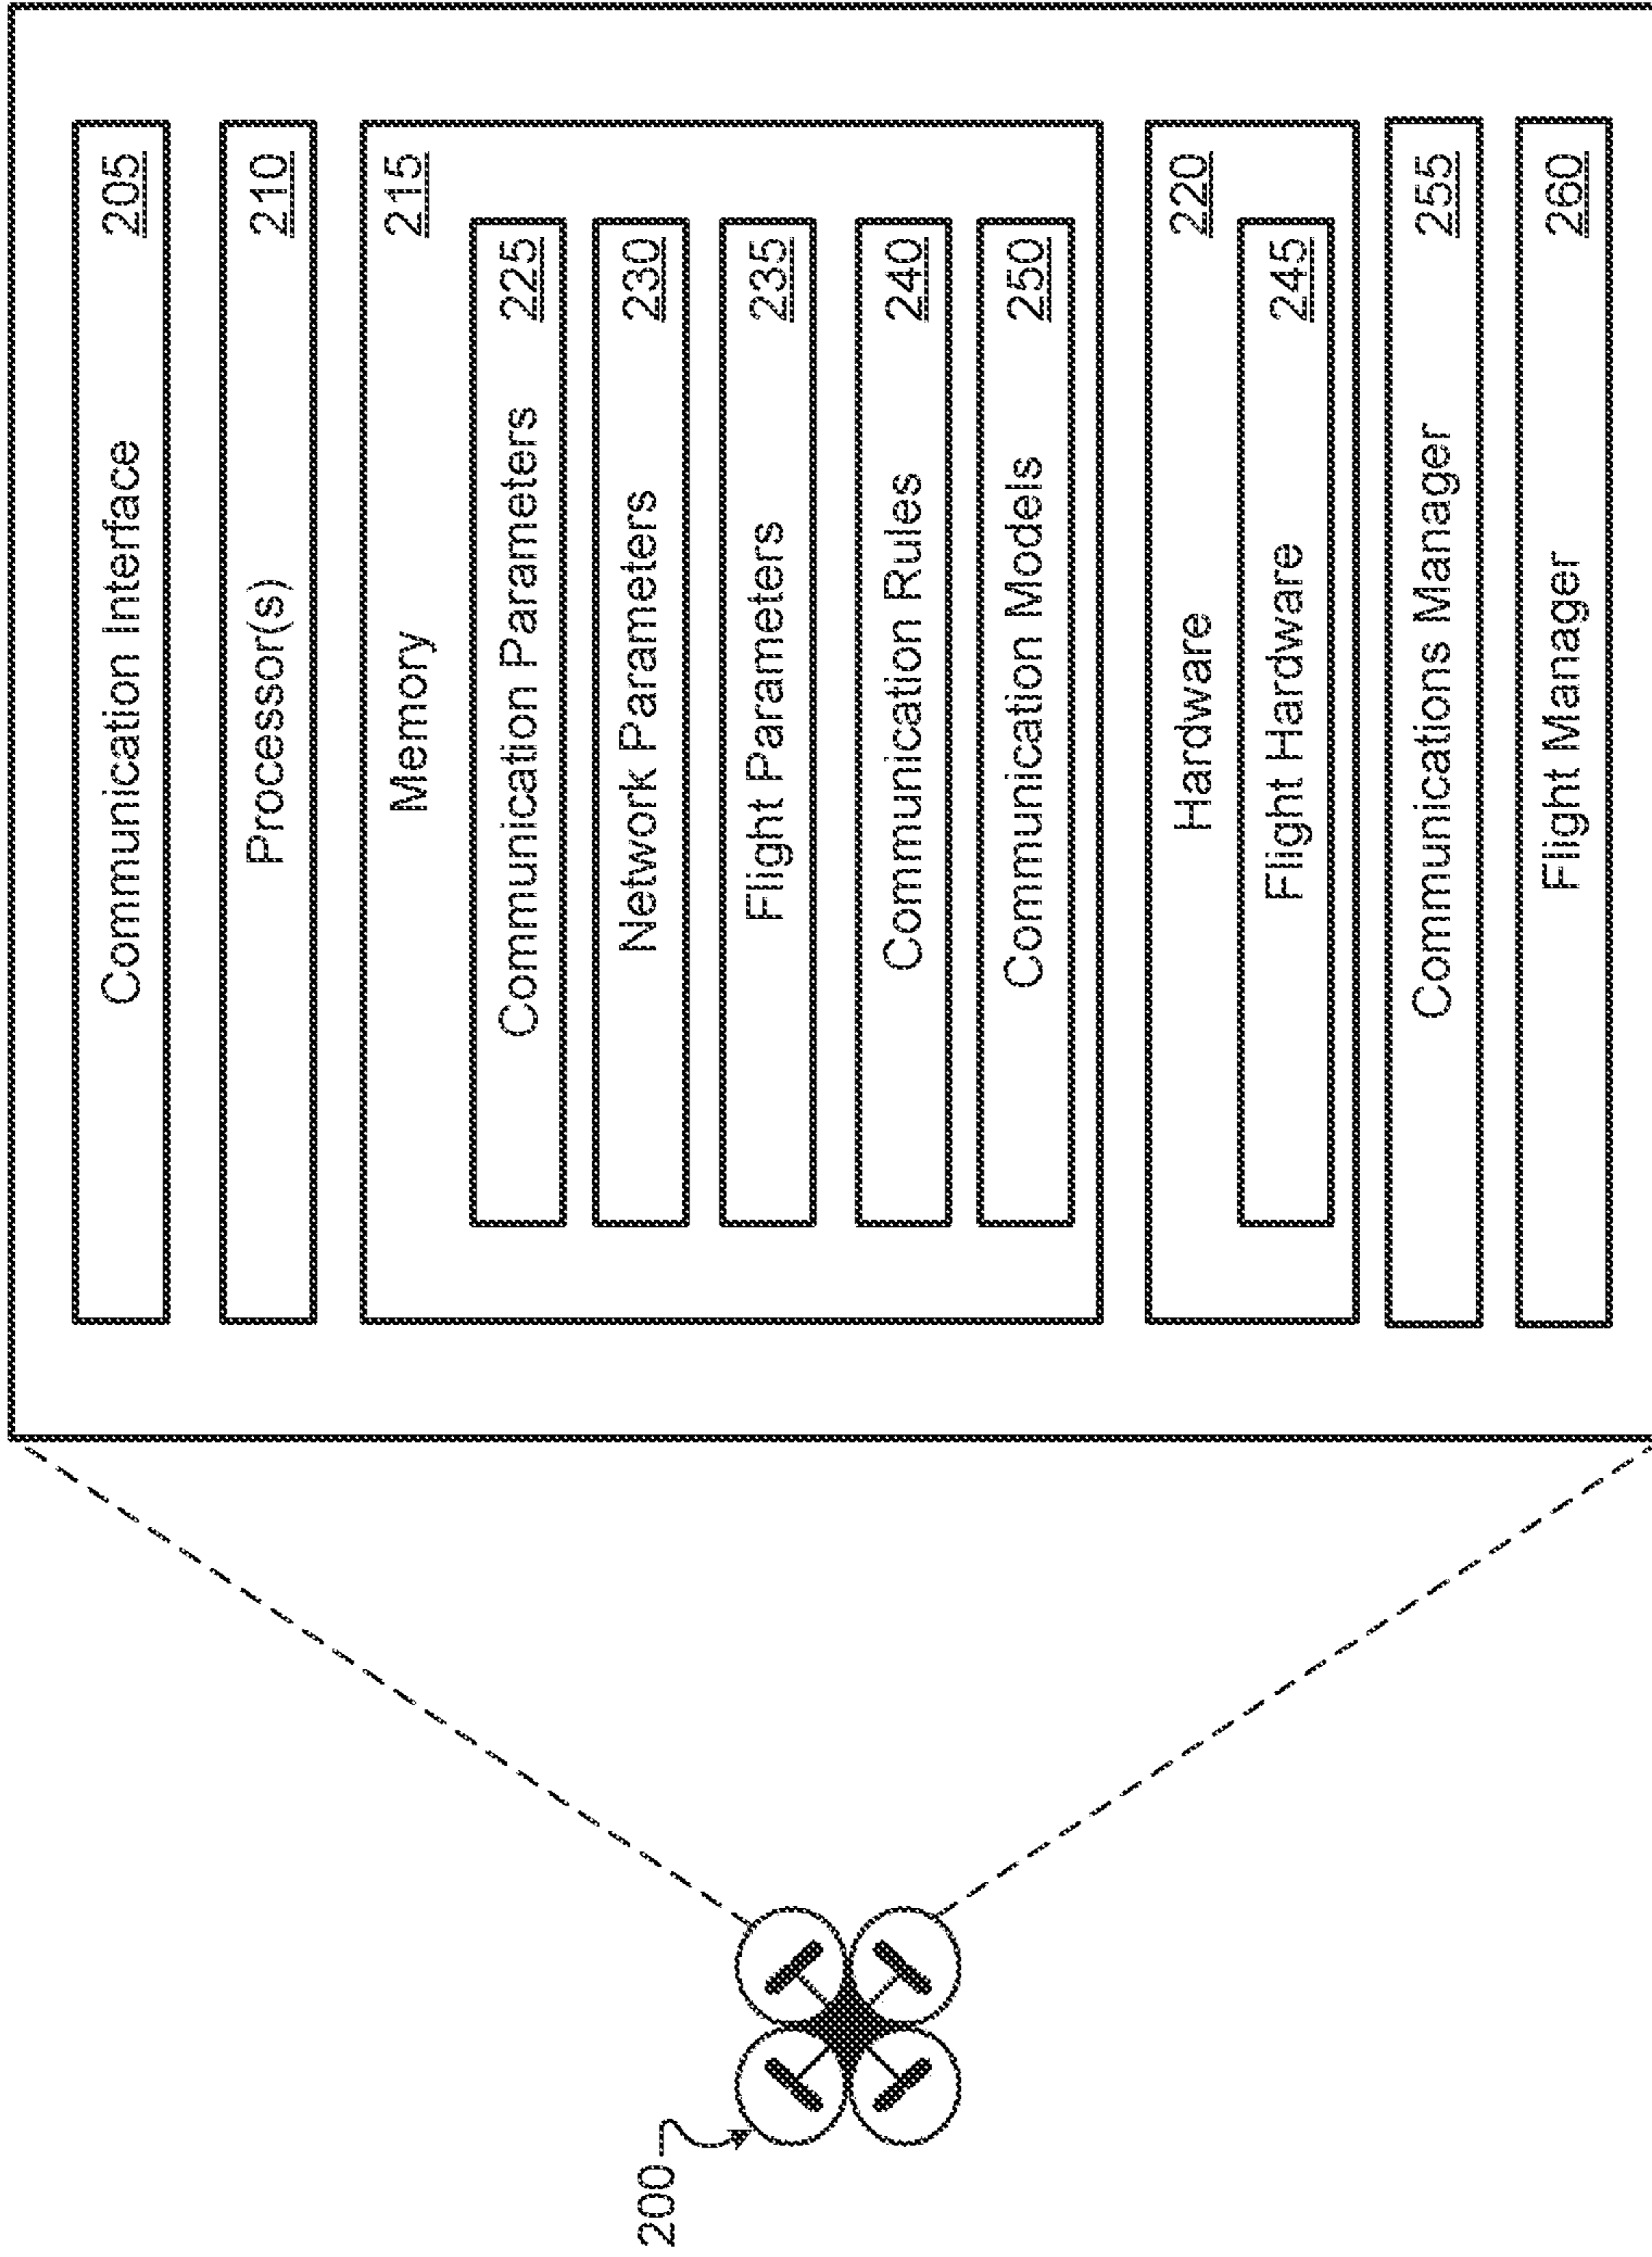 200
Communication Interface 205
Processor(s) 210
Memory 215
Communication Parameters 225
Network Parameters 230
Flight Parameters 235
Communication Rules 240
Communication Models 250
Hardware 220
Flight Hardware 245
Communications Manager 255
Flight Manager 260